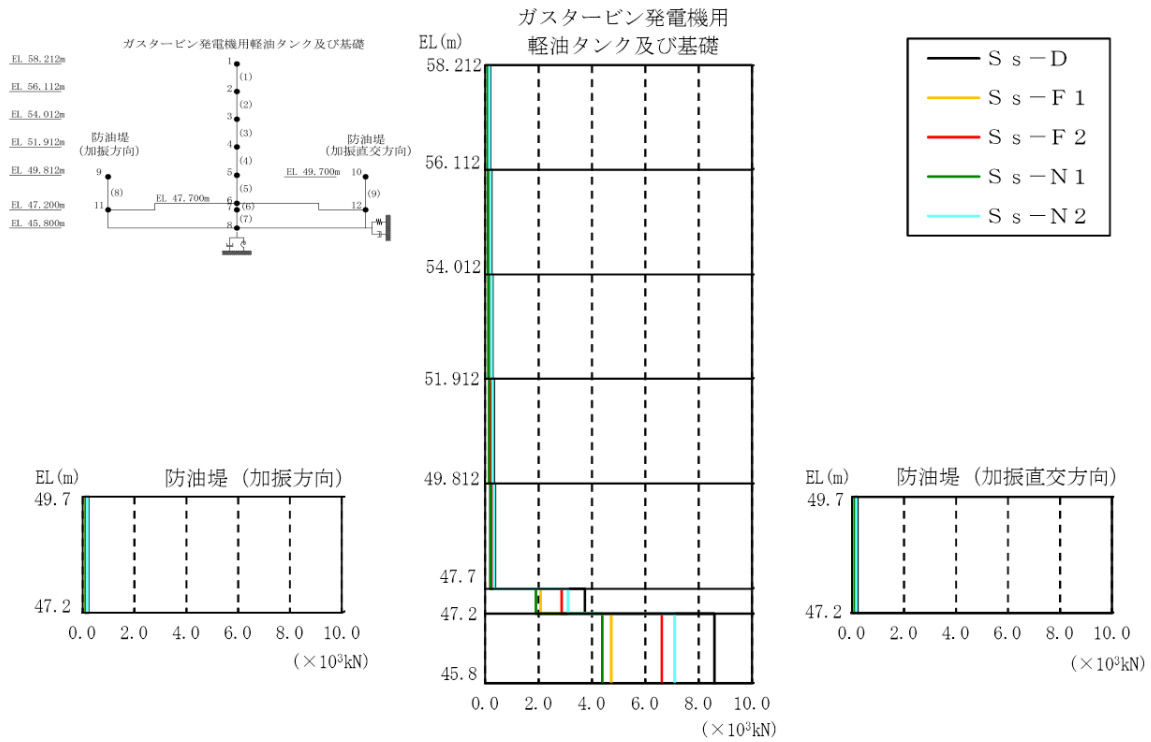 ガスタービン発電機用
軽油タンク及び基礎
EL(m)
58.212
56.112
54.012
51.912
49.812
47.7
47.2
45.8
0.0 2.0 4.0 6.0 8.0 10.0
(×10³kN)
ガスタービン発電機用軽油タンク及び基礎
EL 58.212m
EL 56.112m
EL 54.012m
EL 51.912m
EL 49.812m
EL 47.200m
EL 45.800m
1
(1)
2
(2)
3
(3)
4
(4)
5
(5)
6
(6)
7
(7)
8
防油堤
(加振方向)
9
(8)
11
EL 47.700m
防油堤
(加振直交方向)
EL 49.700m
10
(9)
12
Ss-D
Ss-F1
Ss-F2
Ss-N1
Ss-N2
EL(m) 防油堤 (加振方向)
49.7
47.2
0.0 2.0 4.0 6.0 8.0 10.0
(×10³kN)
EL(m) 防油堤 (加振直交方向)
49.7
47.2
0.0 2.0 4.0 6.0 8.0 10.0
(×10³kN)